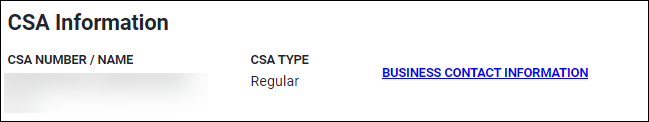 CSA Information
CSA NUMBER / NAME
CSA TYPE
Regular
BUSINESS CONTACT INFORMATION